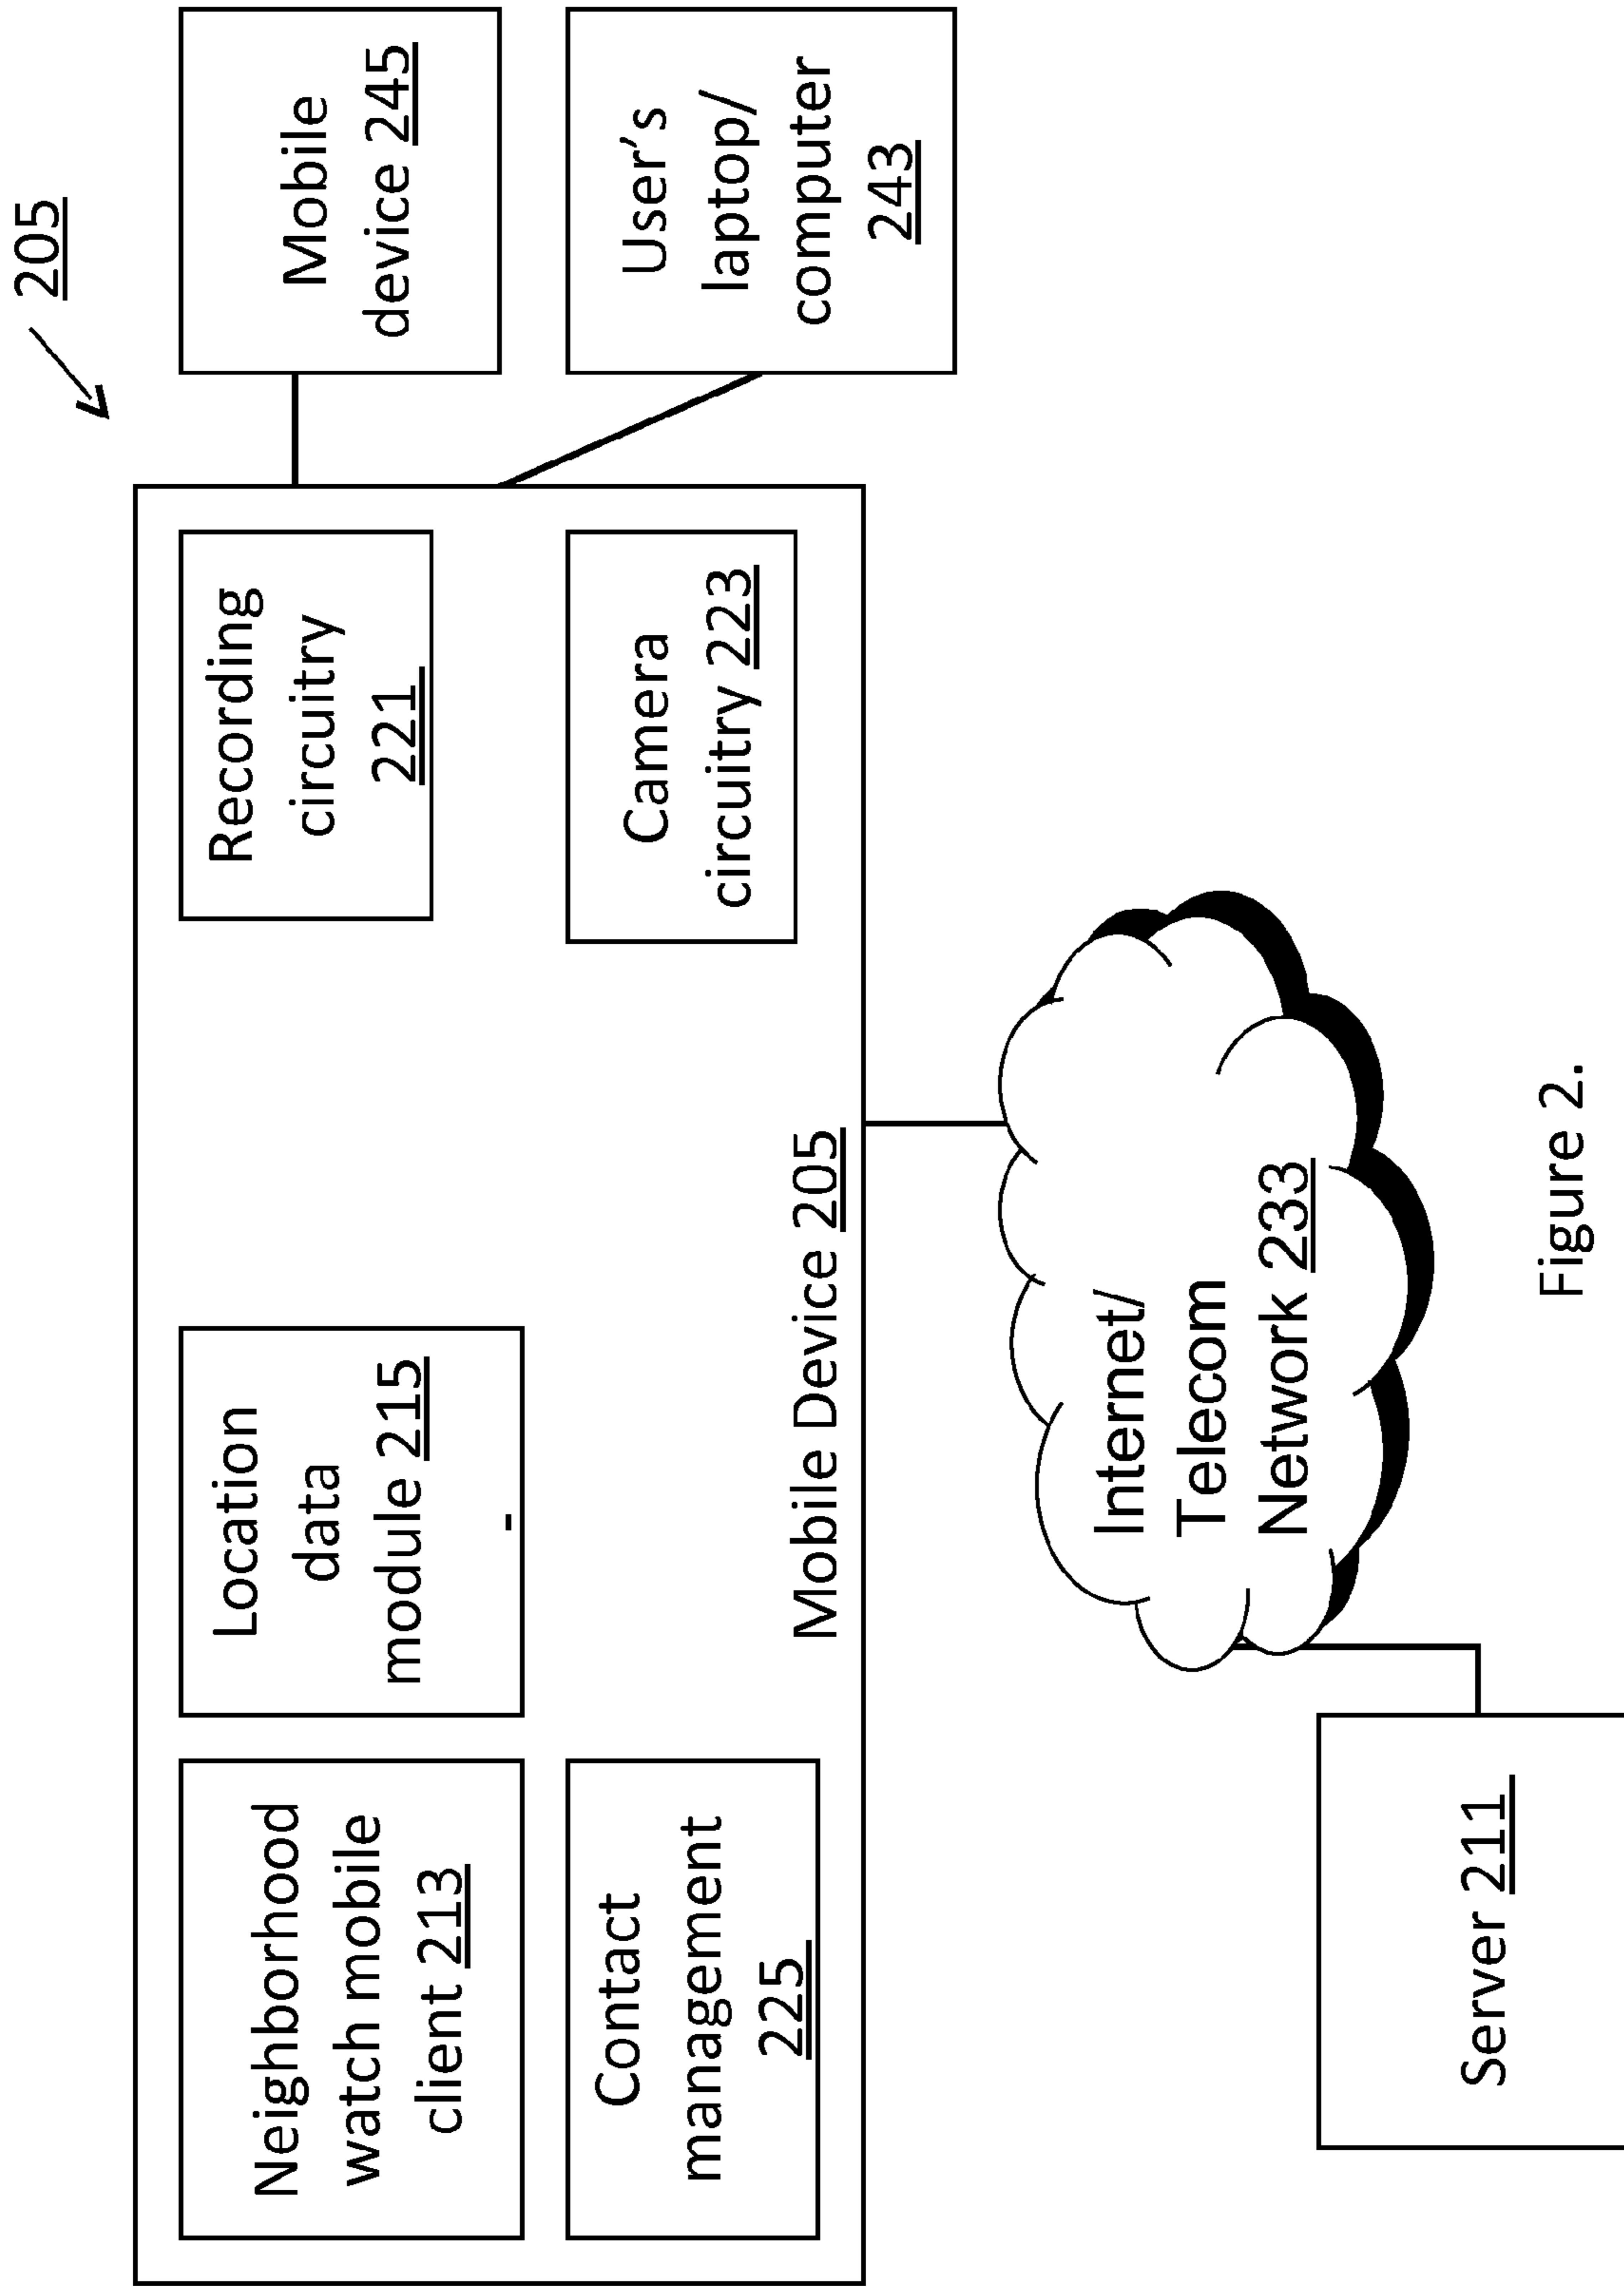 205
Neighborhood
watch mobile
client 213
Location
data
module 215
-
Recording
circuitry
221
Mobile
device 245
Contact
management
225
Camera
circuitry 223
User's
laptop/
computer
243
Mobile Device 205
Internet/
Telecom
Network 233
Server 211
Figure 2.